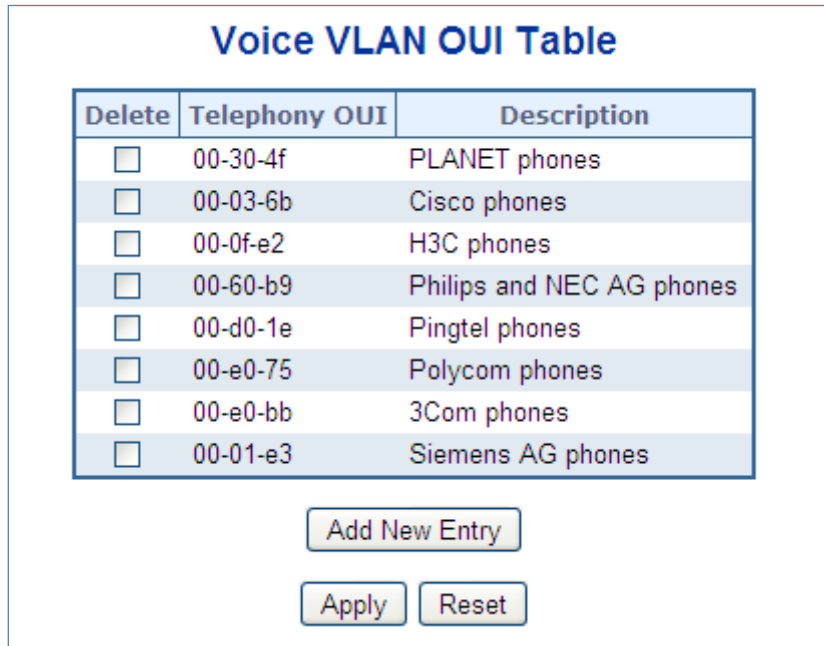 Voice VLAN OUI Table
Delete Telephony OUI Description
00-30-4f PLANET phones
00-03-6b Cisco phones
00-0f-e2 H3C phones
00-60-b9 Philips and NEC AG phones
00-d0-1e Pingtel phones
00-e0-75 Polycom phones
00-e0-bb 3Com phones
00-01-e3 Siemens AG phones
Add New Entry
Apply Reset